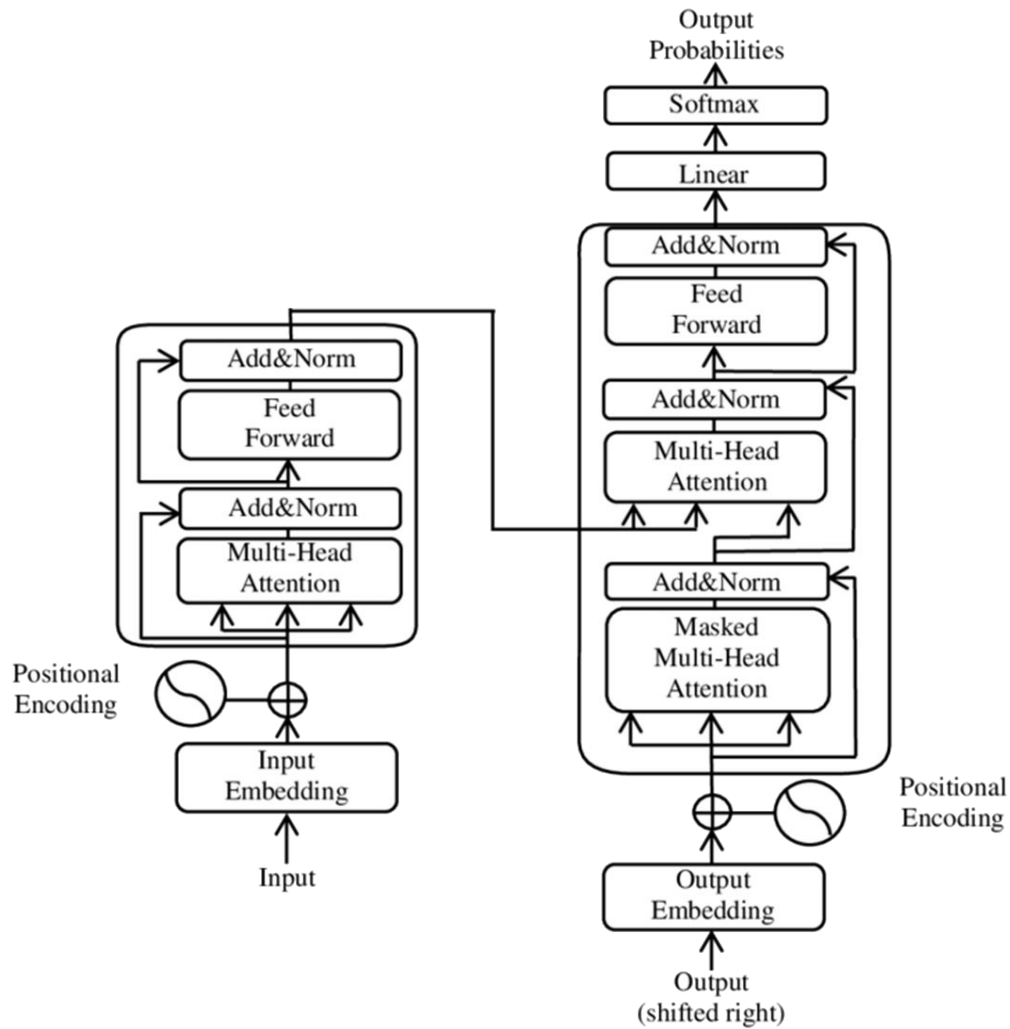 Output
Probabilities
Softmax
Linear
Add&Norm
Feed
Forward
Add&Norm
Multi-Head
Attention
Add&Norm
Masked
Multi-Head
Attention
Positional
Encoding
Output
Embedding
Output
(shifted right)
Add&Norm
Feed
Forward
Add&Norm
Multi-Head
Attention
Positional
Encoding
Input
Embedding
Input